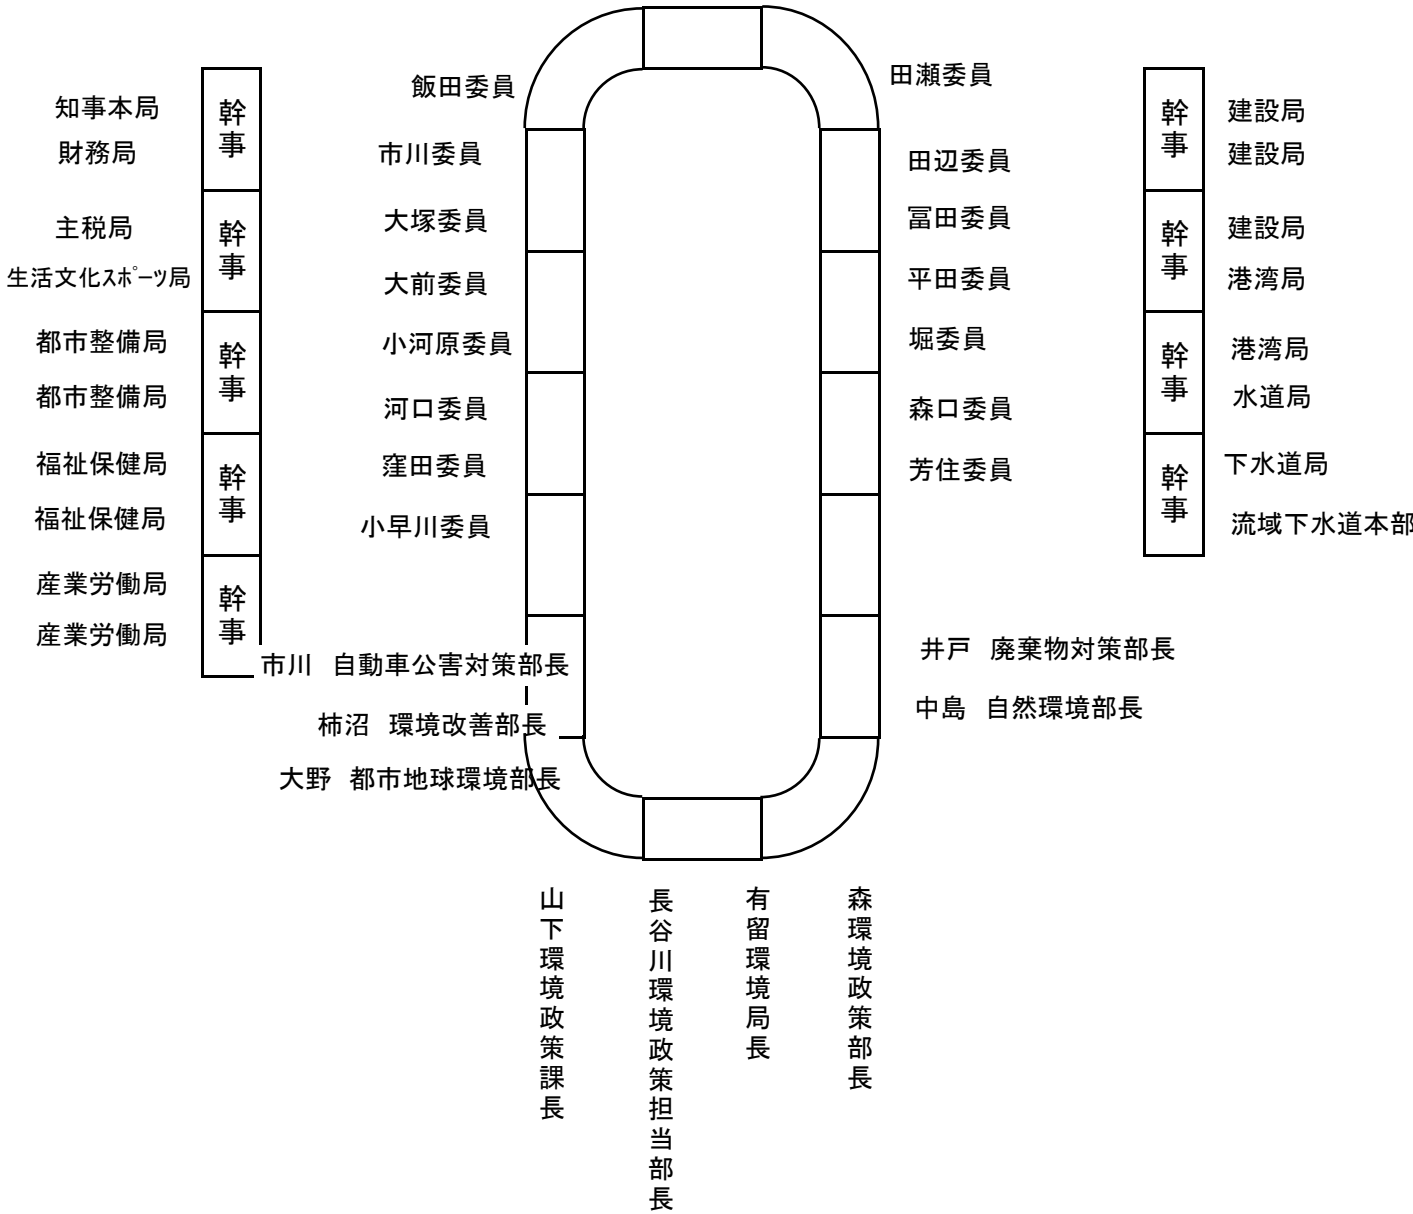 知事本局
財務局
主税局
生活文化ｽﾎﾟｰﾂ局
都市整備局
都市整備局
福祉保健局
福祉保健局
産業労働局
産業労働局
幹事
幹事
幹事
幹事
幹事
飯田委員
市川委員
大塚委員
大前委員
小河原委員
河口委員
窪田委員
小早川委員
市川　自動車公害対策部長
柿沼　環境改善部長
大野　都市地球環境部長
田瀬委員
田辺委員
冨田委員
平田委員
堀委員
森口委員
芳住委員
井戸　廃棄物対策部長
中島　自然環境部長
幹事
幹事
幹事
幹事
建設局
建設局
建設局
港湾局
港湾局
水道局
下水道局
流域下水道本部
山下環境政策課長
長谷川環境政策担当部長
有留環境局長
森環境政策部長